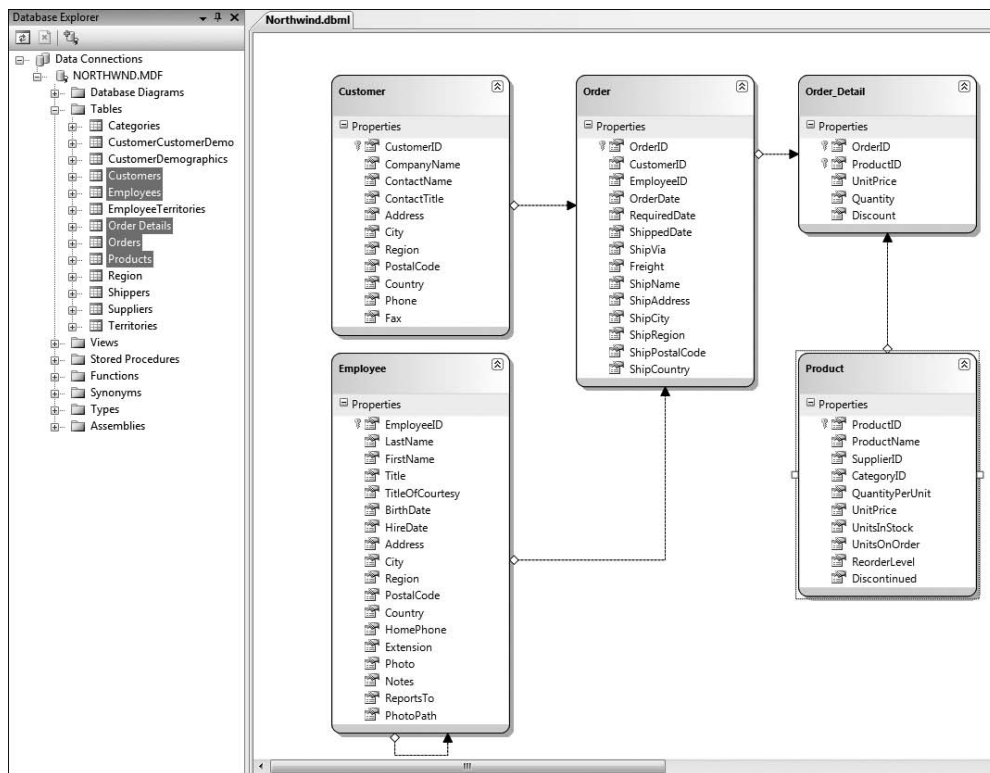 Database Explorer
Data Connections
NORTHWND.MDF
Database Diagrams
Tables
Categories
CustomerCustomerDemo
CustomerDemographics
Customers
Employees
EmployeeTerritories
Order Details
Orders
Products
Region
Shippers
Suppliers
Territories
Views
Stored Procedures
Functions
Synonyms
Types
Assemblies
Northwind.dbml
Customer
Properties
CustomerID
CompanyName
ContactName
ContactTitle
Address
City
Region
PostalCode
Country
Phone
Fax
Order
Properties
OrderID
CustomerID
EmployeeID
OrderDate
RequiredDate
ShippedDate
ShipVia
Freight
ShipName
ShipAddress
ShipCity
ShipRegion
ShipPostalCode
ShipCountry
Order_Detail
Properties
OrderID
ProductID
UnitPrice
Quantity
Discount
Employee
Properties
EmployeeID
LastName
FirstName
Title
TitleOfCourtesy
BirthDate
HireDate
Address
City
Region
PostalCode
Country
HomePhone
Extension
Photo
Notes
ReportsTo
PhotoPath
Product
Properties
ProductID
ProductName
SupplierID
CategoryID
QuantityPerUnit
UnitPrice
UnitsInStock
UnitsOnOrder
ReorderLevel
Discontinued